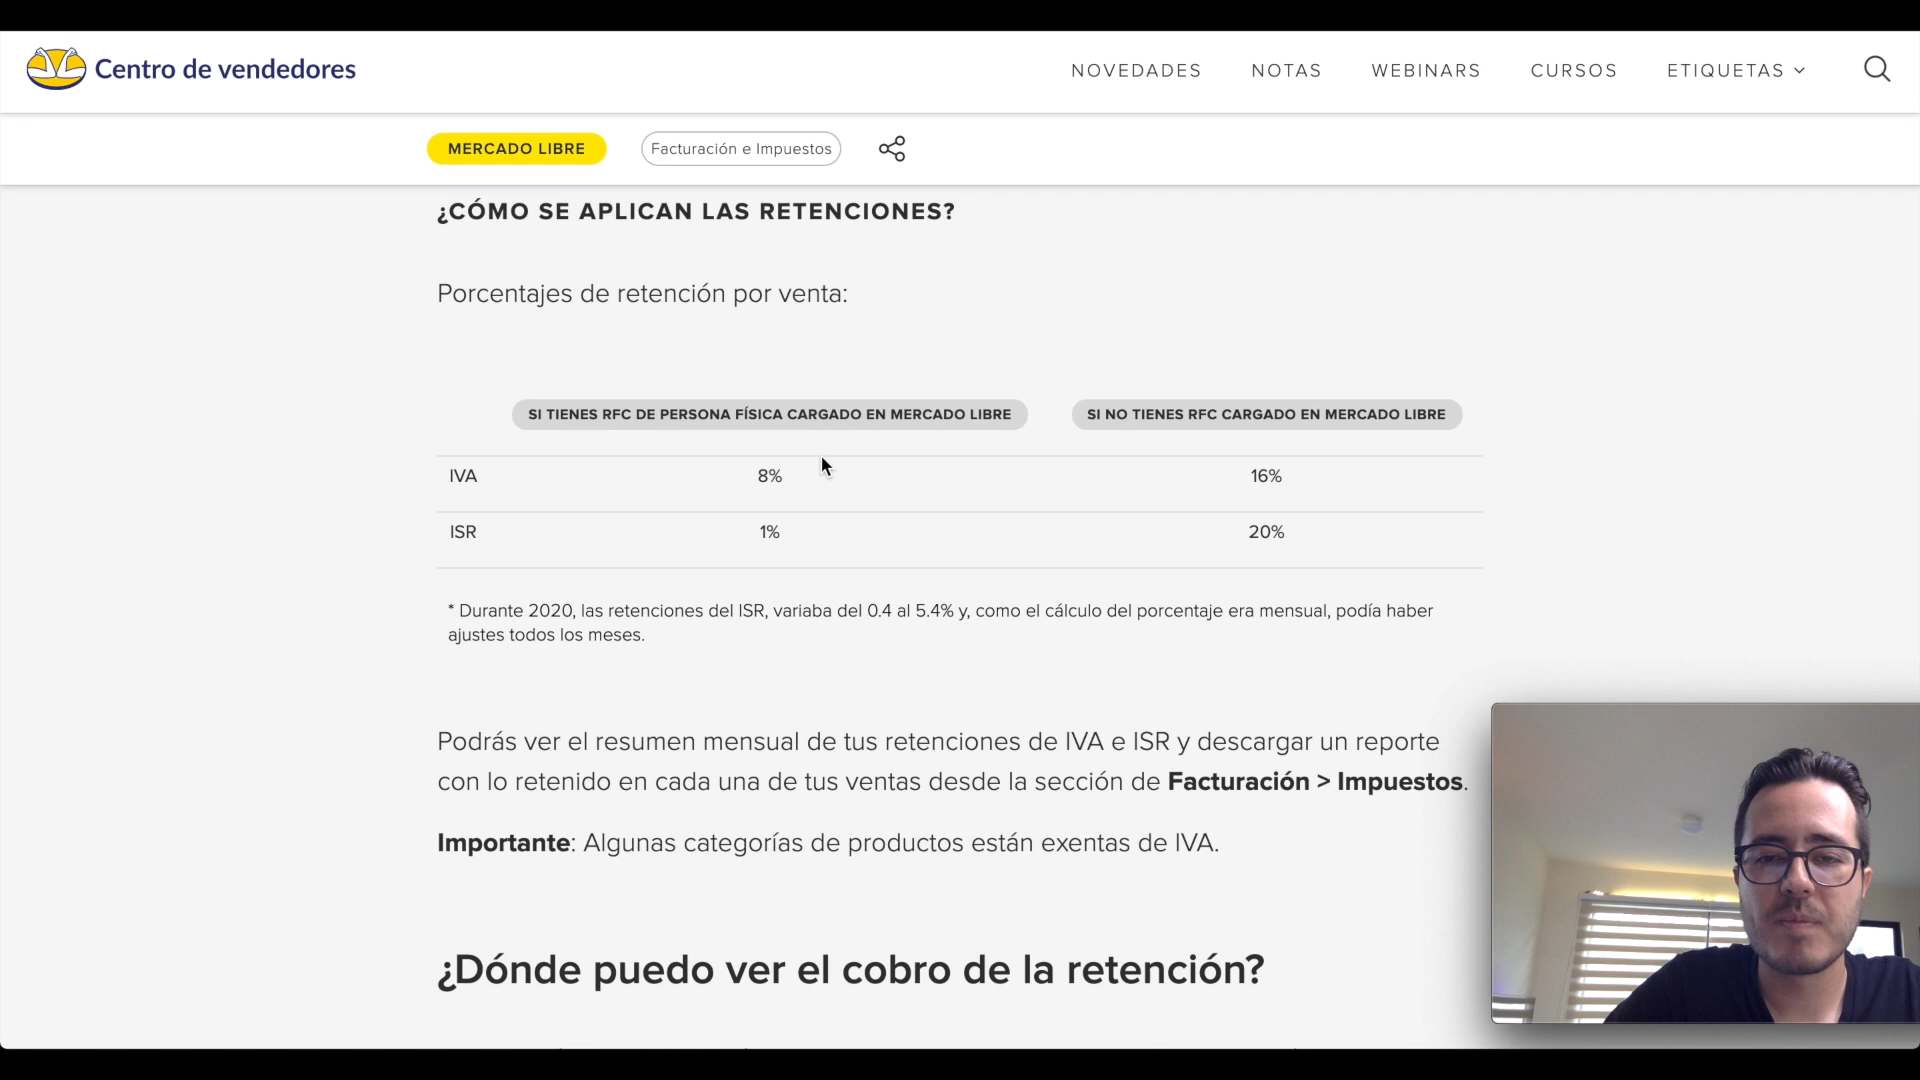 Centro de vendedores
NOVEDADES NOTAS WEBINARS CURSOS ETIQUETAS
MERCADO LIBRE Facturación e Impuestos
¿CÓMO SE APLICAN LAS RETENCIONES?
Porcentajes de retención por venta:
SI TIENES RFC DE PERSONA FÍSICA CARGADO EN MERCADO LIBRE SI NO TIENES RFC CARGADO EN MERCADO LIBRE
IVA 8% 16%
ISR 1% 20%
* Durante 2020, las retenciones del ISR, variaba del 0.4 al 5.4% y, como el cálculo del porcentaje era mensual, podía haber
ajustes todos los meses.
Podrás ver el resumen mensual de tus retenciones de IVA e ISR y descargar un reporte
con lo retenido en cada una de tus ventas desde la sección de Facturación > Impuestos.
Importante: Algunas categorías de productos están exentas de IVA.
¿Dónde puedo ver el cobro de la retención?